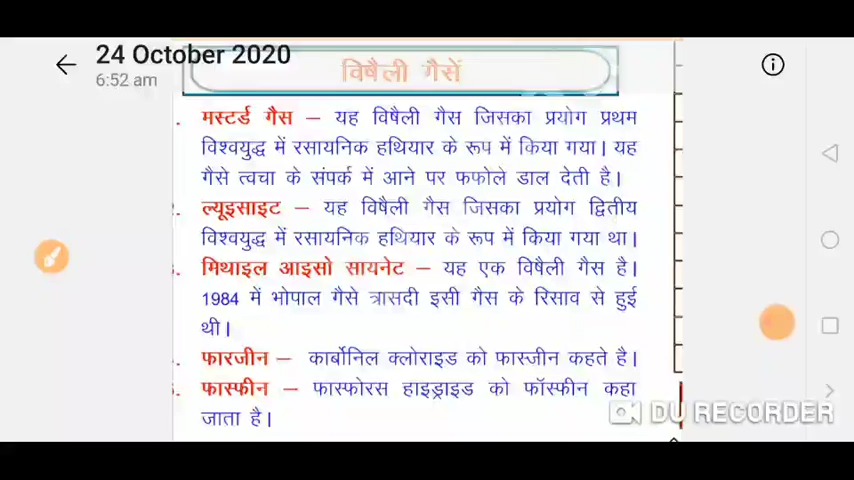 24 October 2020
6:52 am
विषैली गैसें
मस्टर्ड गैस – यह विषैली गैस जिसका प्रयोग प्रथम
विश्वयुद्ध में रसायनिक हथियार के रूप में किया गया। यह
गैसे त्वचा के संपर्क में आने पर फफोले डाल देती है।
2. ल्यूइसाइट – यह विषैली गैस जिसका प्रयोग द्वितीय
विश्वयुद्ध में रसायनिक हथियार के रूप में किया गया था।
मिथाइल आइसो सायनेट – यह एक विषैली गैस है।
1984 में भोपाल गैसे त्रासदी इसी गैस के रिसाव से हुई
थी।
फारजीन – कार्बोनिल क्लोराइड को फास्जीन कहते है।
फास्फीन – फास्फोरस हाइड्राइड को फॉस्फीन कहा
जाता है।
DU RECORDER